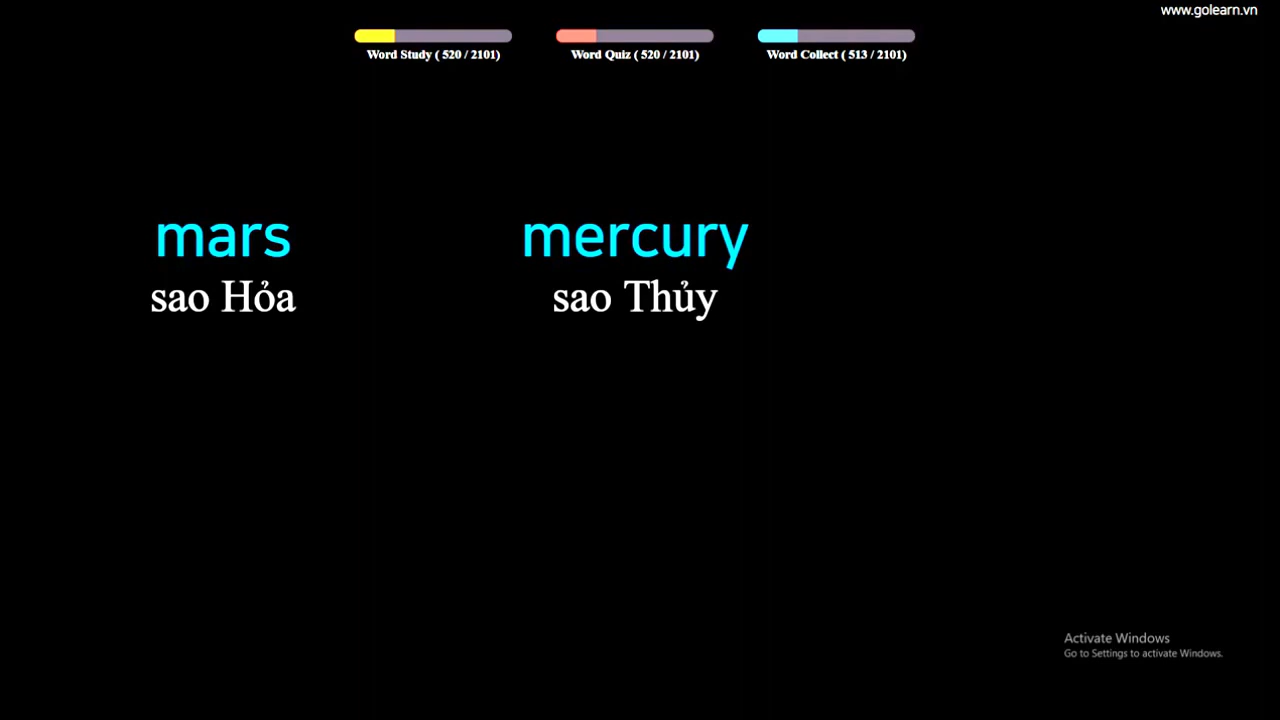 www.golearn.vn
Word Study ( 520 / 2101)
Word Quiz ( 520 / 2101)
Word Collect ( 513 / 2101)
mars
sao Hỏa
mercury
sao Thủy
Activate Windows
Go to Settings to activate Windows.